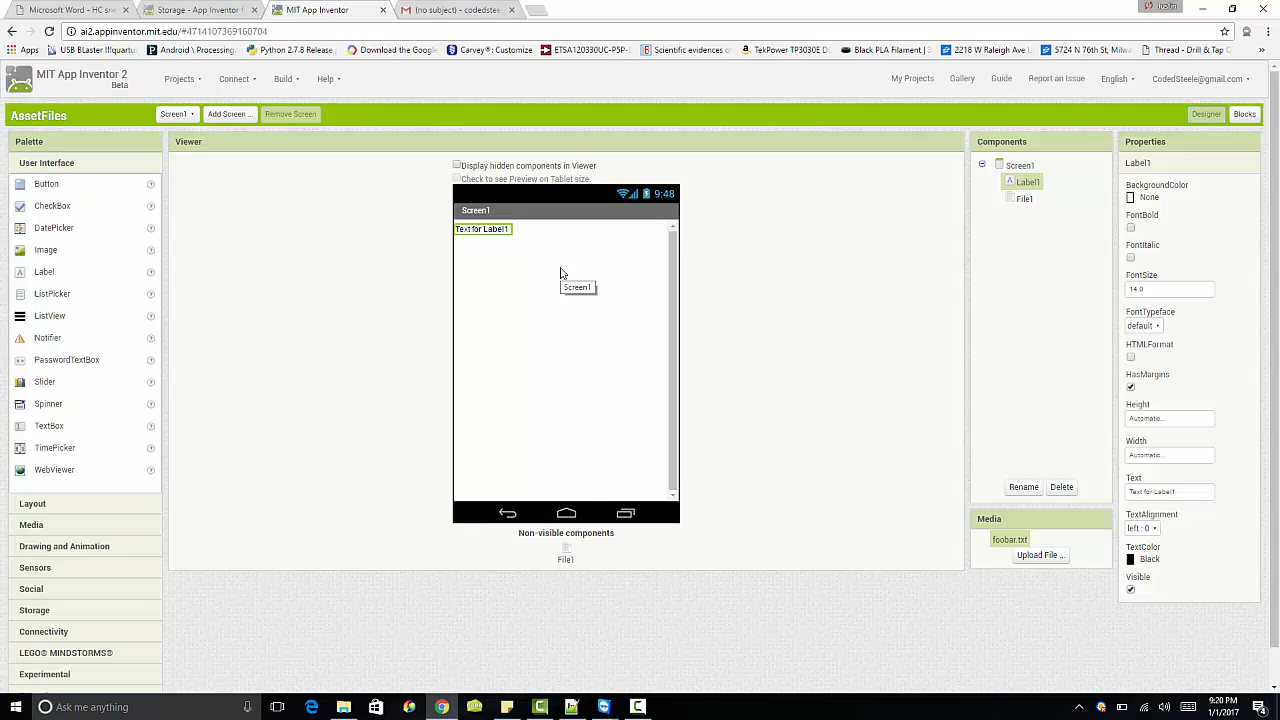 Microsoft Word - HC sne
Storage - App Inventor f
MIT App Inventor
(no subject) - codedstee
Justin
ai2.appinventor.mit.edu/#4714107369160704
Apps
USB BLaster !!!Quartus
Android \ Processing
Python 2.7.8 Release
Download the Google
Carvey®: Customize
ETSA120330UC-P5P-
Scientific evidence
TekPower TP3030E DC
Black PLA Filament |
2218 W Raleigh Ave U
5724 N 76th St, Milwa
Thread - Drill & Tap C
MIT App Inventor 2
Beta
Projects
Connect
Build
Help
My Projects
Gallery
Guide
Report an Issue
English
CodedSteele@gmail.com
AssetFiles
Screen1
Add Screen ...
Remove Screen
Designer
Blocks
Palette
User Interface
Button
CheckBox
DatePicker
Image
Label
ListPicker
ListView
Notifier
PasswordTextBox
Slider
Spinner
TextBox
TimePicker
WebViewer
Layout
Media
Drawing and Animation
Sensors
Social
Storage
Connectivity
LEGO® MINDSTORMS®
Experimental
Viewer
Display hidden components in Viewer
Check to see Preview on Tablet size.
9:48
Screen1
Text for Label1
Screen1
Non-visible components
File1
Components
Screen1
Label1
File1
Rename
Delete
Media
foobar.txt
Upload File ...
Properties
Label1
BackgroundColor
None
FontBold
FontItalic
FontSize
14.0
FontTypeface
default
HTMLFormat
HasMargins
Height
Automatic...
Width
Automatic...
Text
Text for Label1
TextAlignment
left : 0
TextColor
Black
Visible
Ask me anything
9:20 PM
1/1/2017